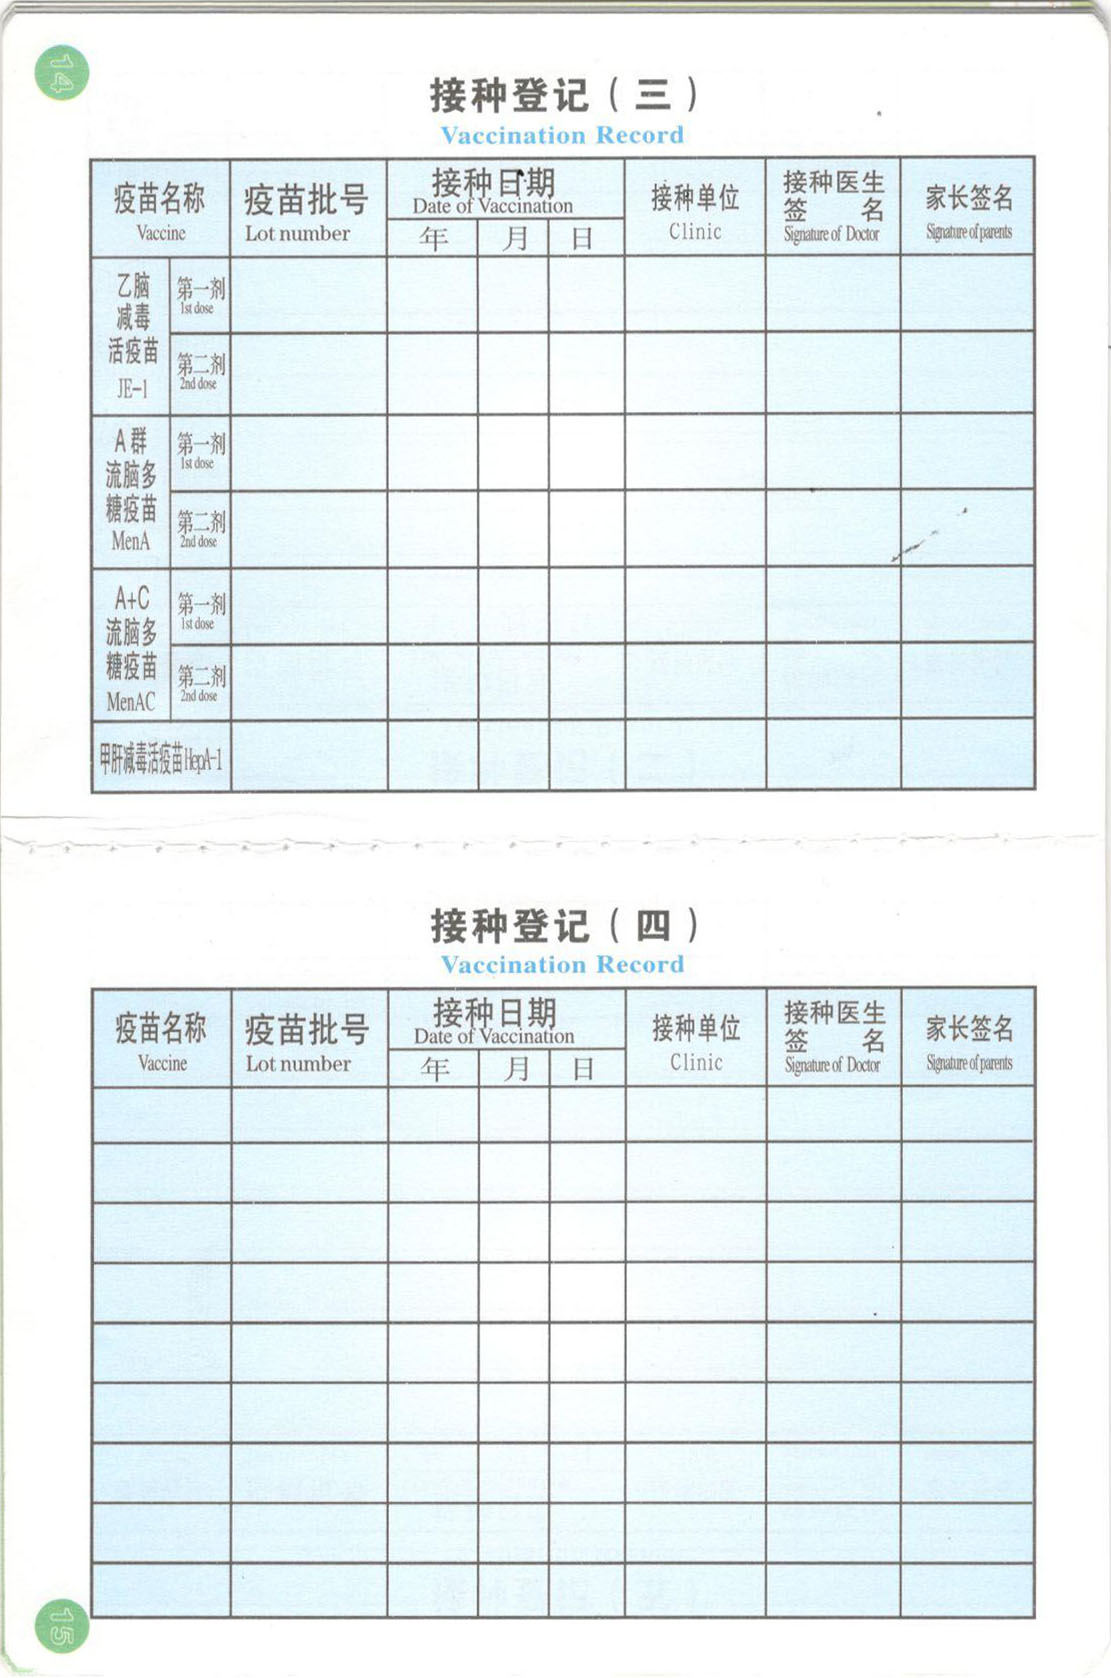 14
接种登记（三）
Vaccination Record
疫苗名称 疫苗批号 接种日期 接种单位 接种医生 家长签名
签 名
Vaccine Lot number Date of Vaccination Clinic Signature of Doctor Signature of parents
年 月 日
乙脑
减毒
活疫苗
JE-1
第一剂
1st dose
第二剂
2nd dose
A群
流脑多
糖疫苗
MenA
第一剂
1st dose
第二剂
2nd dose
A+C
流脑多
糖疫苗
MenAC
第一剂
1st dose
第二剂
2nd dose
甲肝减毒活疫苗HepA-1
接种登记（四）
Vaccination Record
疫苗名称 疫苗批号 接种日期 接种单位 接种医生 家长签名
签 名
Vaccine Lot number Date of Vaccination Clinic Signature of Doctor Signature of parents
年 月 日
15